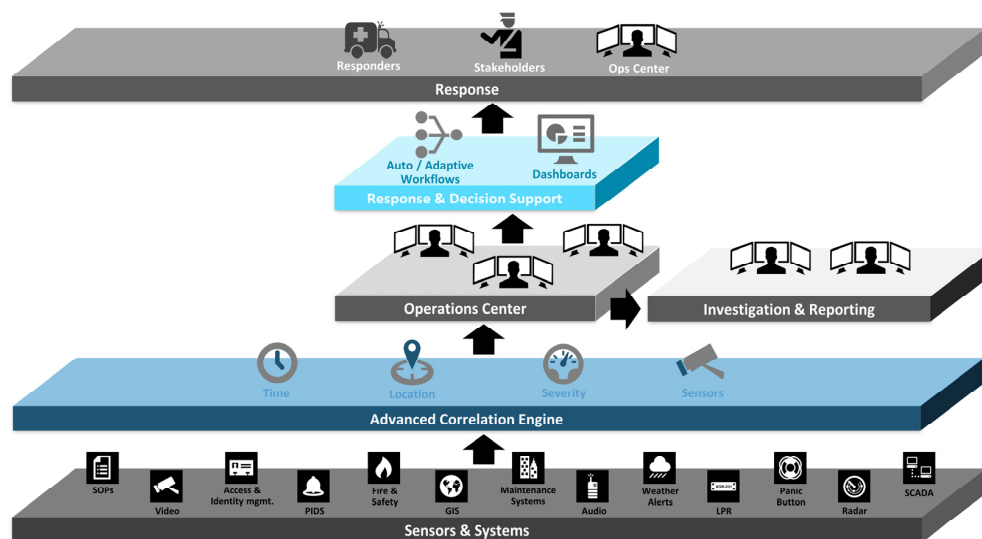 Responders
Stakeholders
Ops Center
Response
Auto / Adaptive
Workflows
Dashboards
Response & Decision Support
Operations Center
Investigation & Reporting
Time
Location
Severity
Sensors
Advanced Correlation Engine
SOPs
Video
Access &
Identity mgmt.
PIDS
Fire &
Safety
GIS
Maintenance
Systems
Audio
Weather
Alerts
LPR
Panic
Button
Radar
SCADA
Sensors & Systems